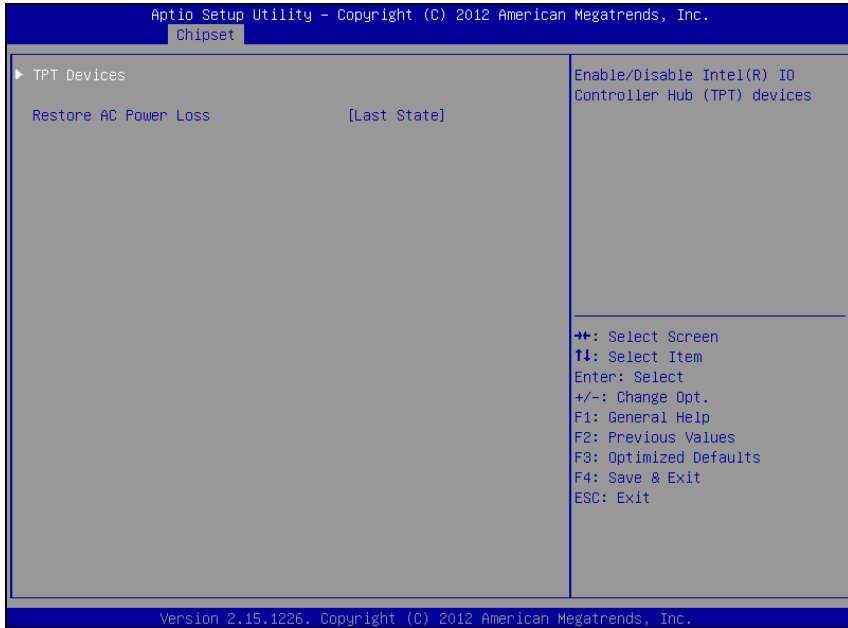 Aptio Setup Utility – Copyright (C) 2012 American Megatrends, Inc.
Chipset
▶ TPT Devices
Restore AC Power Loss [Last State]
Enable/Disable Intel(R) IO
Controller Hub (TPT) devices
→←: Select Screen
↑↓: Select Item
Enter: Select
+/-: Change Opt.
F1: General Help
F2: Previous Values
F3: Optimized Defaults
F4: Save & Exit
ESC: Exit
Version 2.15.1226. Copyright (C) 2012 American Megatrends, Inc.